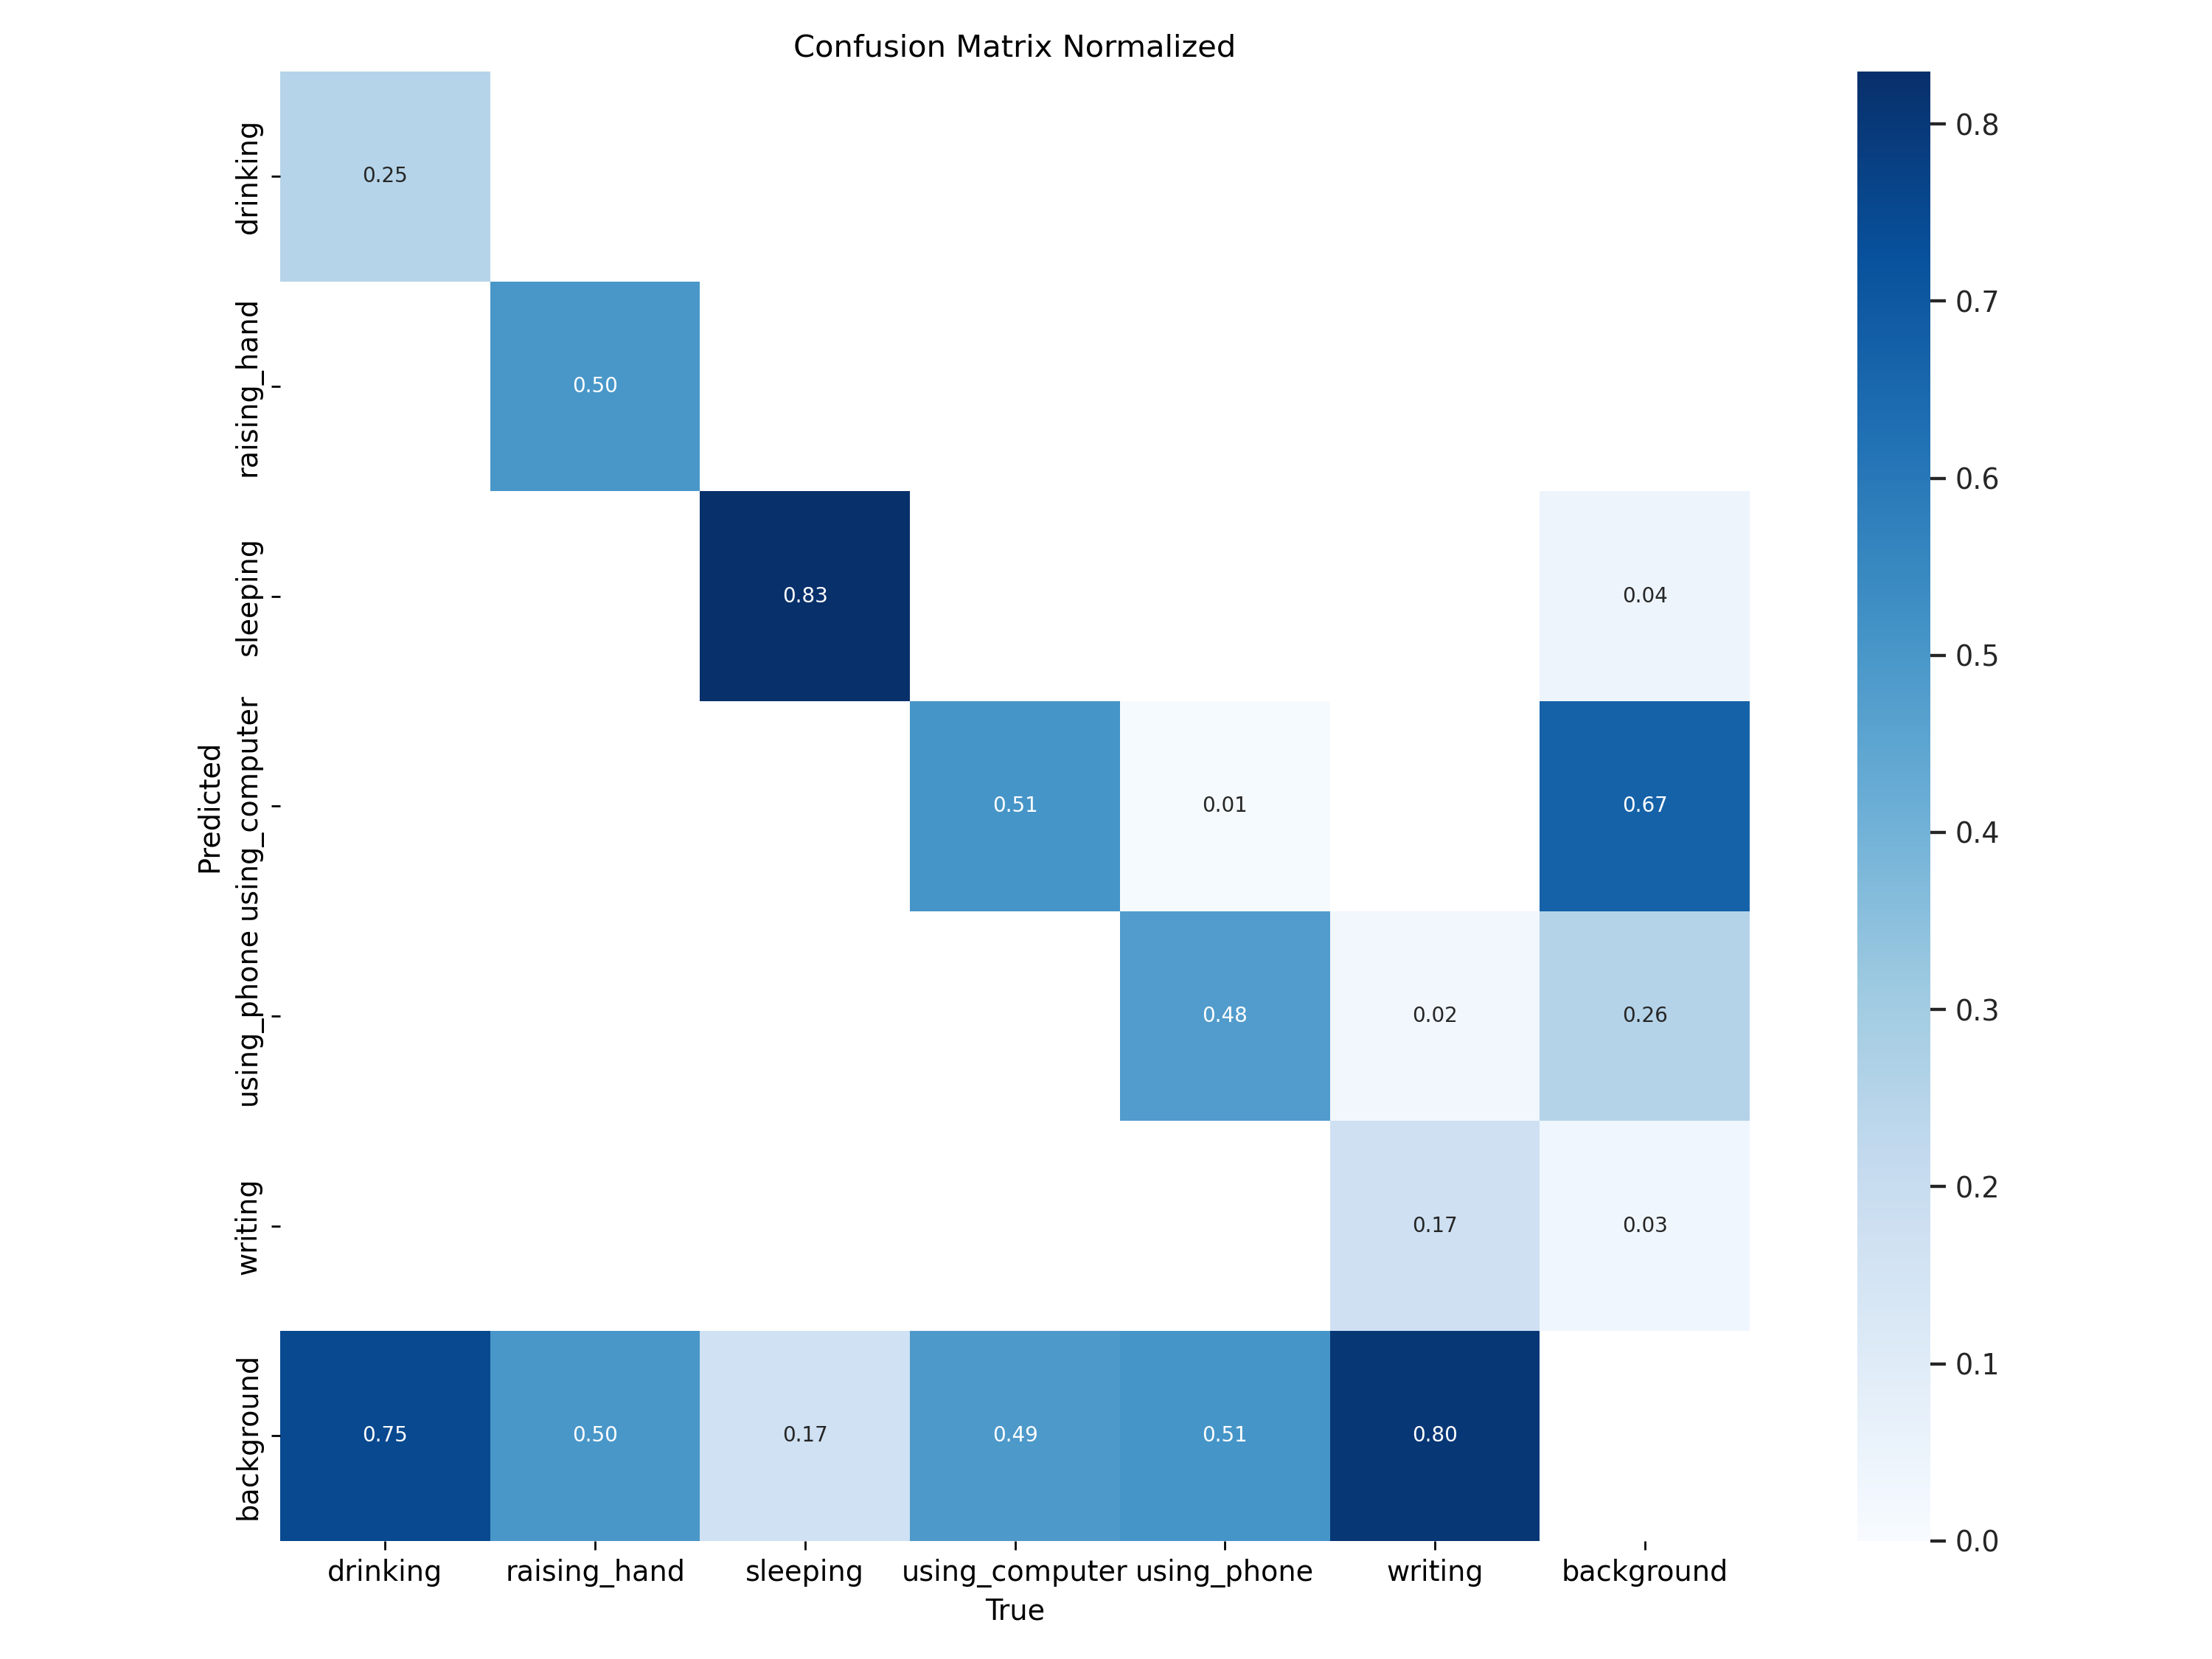 Confusion Matrix Normalized
drinking
raising_hand
sleeping
using_computer
using_phone
writing
background
Predicted
0.25
0.50
0.83 0.04
0.51 0.01 0.67
0.48 0.02 0.26
0.17 0.03
0.75 0.50 0.17 0.49 0.51 0.80
drinking raising_hand sleeping using_computer using_phone writing background
True
0.8
0.7
0.6
0.5
0.4
0.3
0.2
0.1
0.0